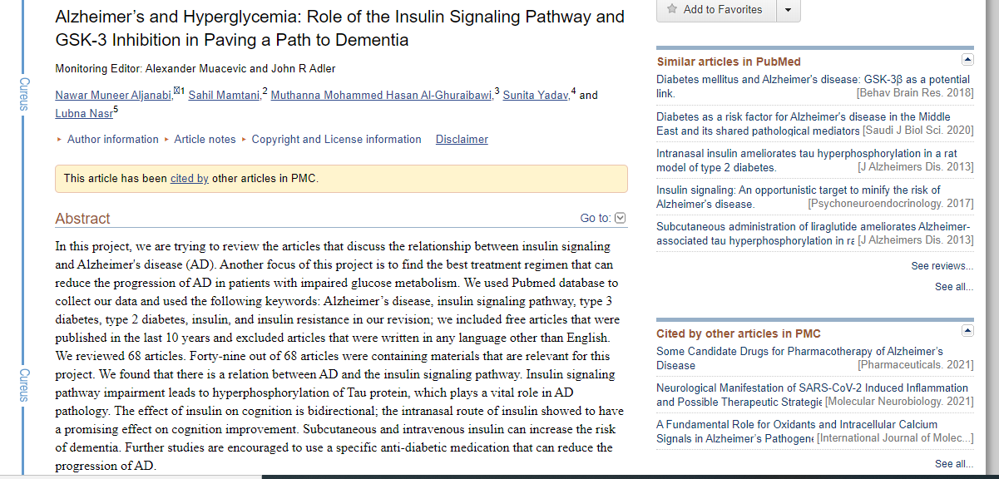 Alzheimer’s and Hyperglycemia: Role of the Insulin Signaling Pathway and
GSK-3 Inhibition in Paving a Path to Dementia
Monitoring Editor: Alexander Muacevic and John R Adler
Nawar Muneer Aljanabi,1 Sahil Mamtani,2 Muthanna Mohammed Hasan Al-Ghuraibawi,3 Sunita Yadav,4 and
Lubna Nasr5
Author information Article notes Copyright and License information Disclaimer
This article has been cited by other articles in PMC.
Abstract
Go to:
In this project, we are trying to review the articles that discuss the relationship between insulin signaling
and Alzheimer's disease (AD). Another focus of this project is to find the best treatment regimen that can
reduce the progression of AD in patients with impaired glucose metabolism. We used Pubmed database to
collect our data and used the following keywords: Alzheimer’s disease, insulin signaling pathway, type 3
diabetes, type 2 diabetes, insulin, and insulin resistance in our revision; we included free articles that were
published in the last 10 years and excluded articles that were written in any language other than English.
We reviewed 68 articles. Forty-nine out of 68 articles were containing materials that are relevant for this
project. We found that there is a relation between AD and the insulin signaling pathway. Insulin signaling
pathway impairment leads to hyperphosphorylation of Tau protein, which plays a vital role in AD
pathology. The effect of insulin on cognition is bidirectional; the intranasal route of insulin showed to have
a promising effect on cognition improvement. Subcutaneous and intravenous insulin can increase the risk
of dementia. Further studies are encouraged to use a specific anti-diabetic medication that can reduce the
progression of AD.
Cureus
Cureus
Add to Favorites
Similar articles in PubMed
Diabetes mellitus and Alzheimer's disease: GSK-3β as a potential
link. [Behav Brain Res. 2018]
Diabetes as a risk factor for Alzheimer's disease in the Middle
East and its shared pathological mediators [Saudi J Biol Sci. 2020]
Intranasal insulin ameliorates tau hyperphosphorylation in a rat
model of type 2 diabetes. [J Alzheimers Dis. 2013]
Insulin signaling: An opportunistic target to minify the risk of
Alzheimer's disease. [Psychoneuroendocrinology. 2017]
Subcutaneous administration of liraglutide ameliorates Alzheimer-
associated tau hyperphosphorylation in ra [J Alzheimers Dis. 2013]
See reviews...
See all...
Cited by other articles in PMC
Some Candidate Drugs for Pharmacotherapy of Alzheimer’s
Disease [Pharmaceuticals. 2021]
Neurological Manifestation of SARS-CoV-2 Induced Inflammation
and Possible Therapeutic Strategie [Molecular Neurobiology. 2021]
A Fundamental Role for Oxidants and Intracellular Calcium
Signals in Alzheimer’s Pathogene [International Journal of Molec...]
See all...